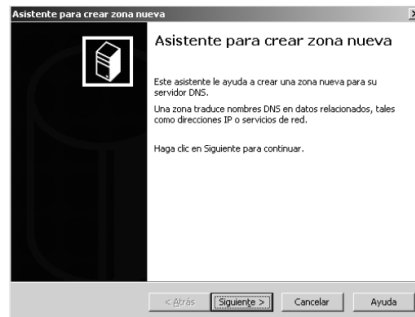 Asistente para crear zona nueva
Asistente para crear zona nueva
Este asistente le ayuda a crear una zona nueva para su
servidor DNS.
Una zona traduce nombres DNS en datos relacionados, tales
como direcciones IP o servicios de red.
Haga clic en Siguiente para continuar.
< Atrás Siguiente > Cancelar Ayuda